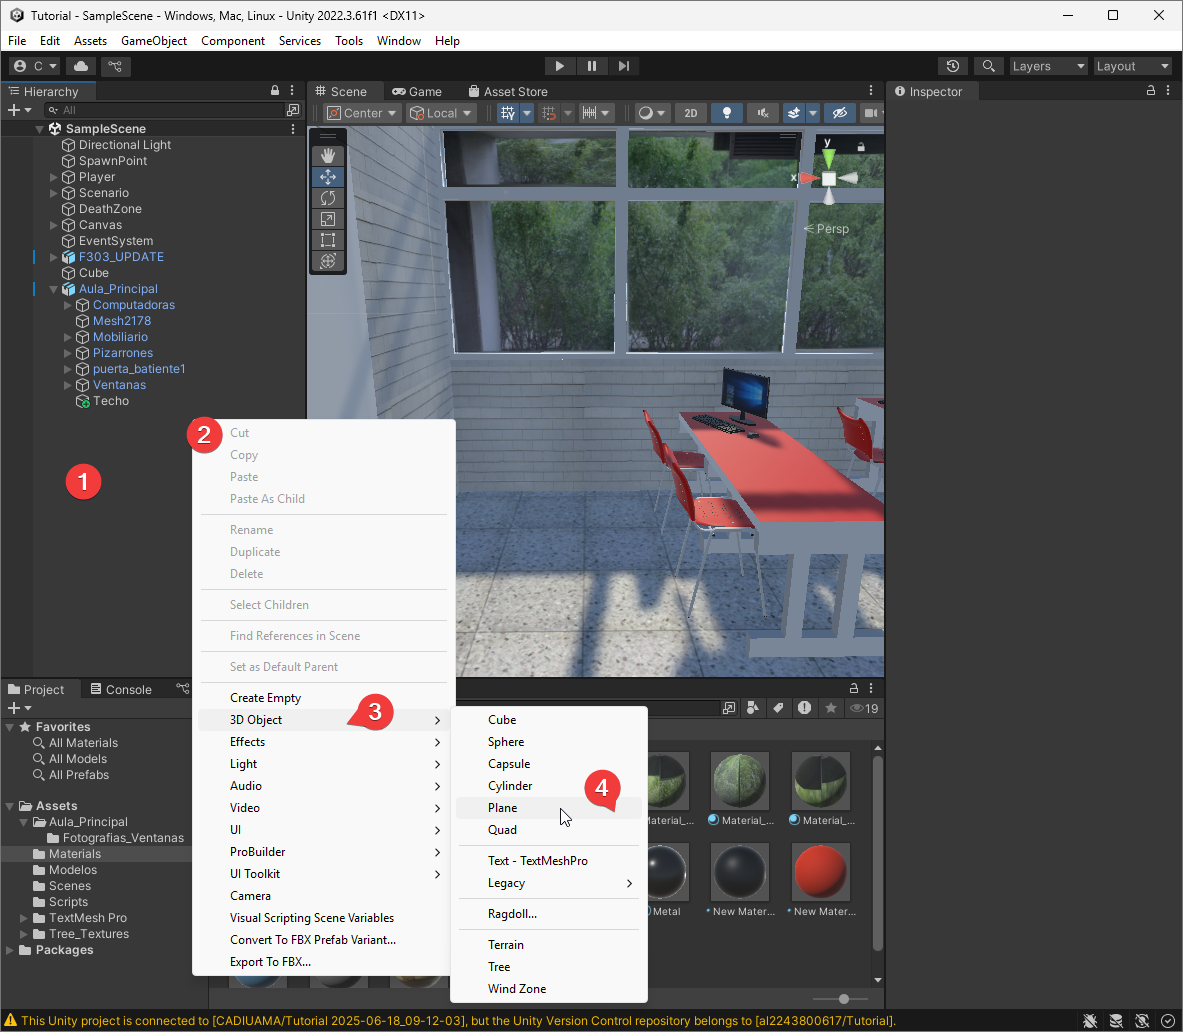 Tutorial - SampleScene - Windows, Mac, Linux - Unity 2022.3.61f1 <DX11>
File Edit Assets GameObject Component Services Tools Window Help
C Layers Layout
Hierarchy
All
SampleScene
Directional Light
SpawnPoint
Player
Scenario
DeathZone
Canvas
EventSystem
F303_UPDATE
Cube
Aula_Principal
Computadoras
Mesh2178
Mobiliario
Pizarrones
puerta_batiente1
Ventanas
Techo
1
Scene Game Asset Store
Center Local 2D
y
x
Persp
Inspector
2
Cut
Copy
Paste
Paste As Child
Rename
Duplicate
Delete
Select Children
Find References in Scene
Set as Default Parent
Create Empty
3D Object
3
Effects
Light
Audio
Video
UI
ProBuilder
UI Toolkit
Camera
Visual Scripting Scene Variables
Convert To FBX Prefab Variant...
Export To FBX...
Cube
Sphere
Capsule
Cylinder
4
Plane
Quad
Text - TextMeshPro
Legacy
Ragdoll...
Terrain
Tree
Wind Zone
Project Console
19
Favorites
All Materials
All Models
All Prefabs
Assets
Aula_Principal
Fotografias_Ventanas
Materials
Modelos
Scenes
Scripts
TextMesh Pro
Tree_Textures
Packages
Material_... Material_... Material_...
Metal New Mater... New Mater...
This Unity project is connected to [CADIUAMA/Tutorial 2025-06-18_09-12-03], but the Unity Version Control repository belongs to [al2243800617/Tutorial].